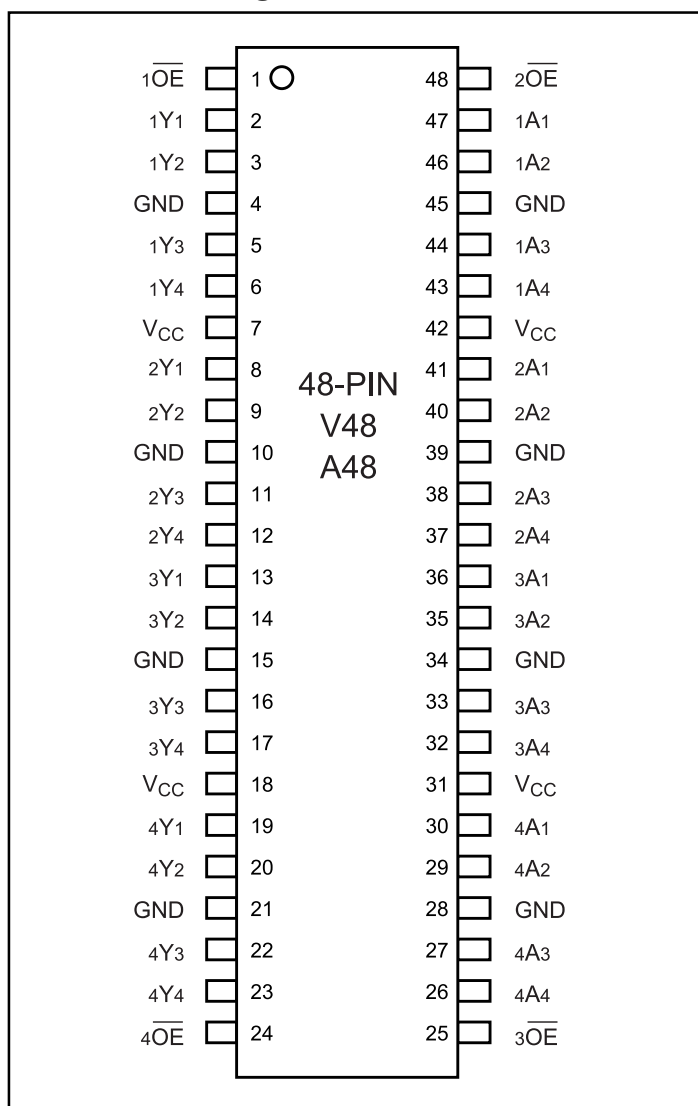 1OE 1 48 2OE
1Y1 2 47 1A1
1Y2 3 46 1A2
GND 4 45 GND
1Y3 5 44 1A3
1Y4 6 43 1A4
VCC 7 42 VCC
2Y1 8 41 2A1
48-PIN
2Y2 9 40 2A2
V48
GND 10 39 GND
A48
2Y3 11 38 2A3
2Y4 12 37 2A4
3Y1 13 36 3A1
3Y2 14 35 3A2
GND 15 34 GND
3Y3 16 33 3A3
3Y4 17 32 3A4
VCC 18 31 VCC
4Y1 19 30 4A1
4Y2 20 29 4A2
GND 21 28 GND
4Y3 22 27 4A3
4Y4 23 26 4A4
4OE 24 25 3OE